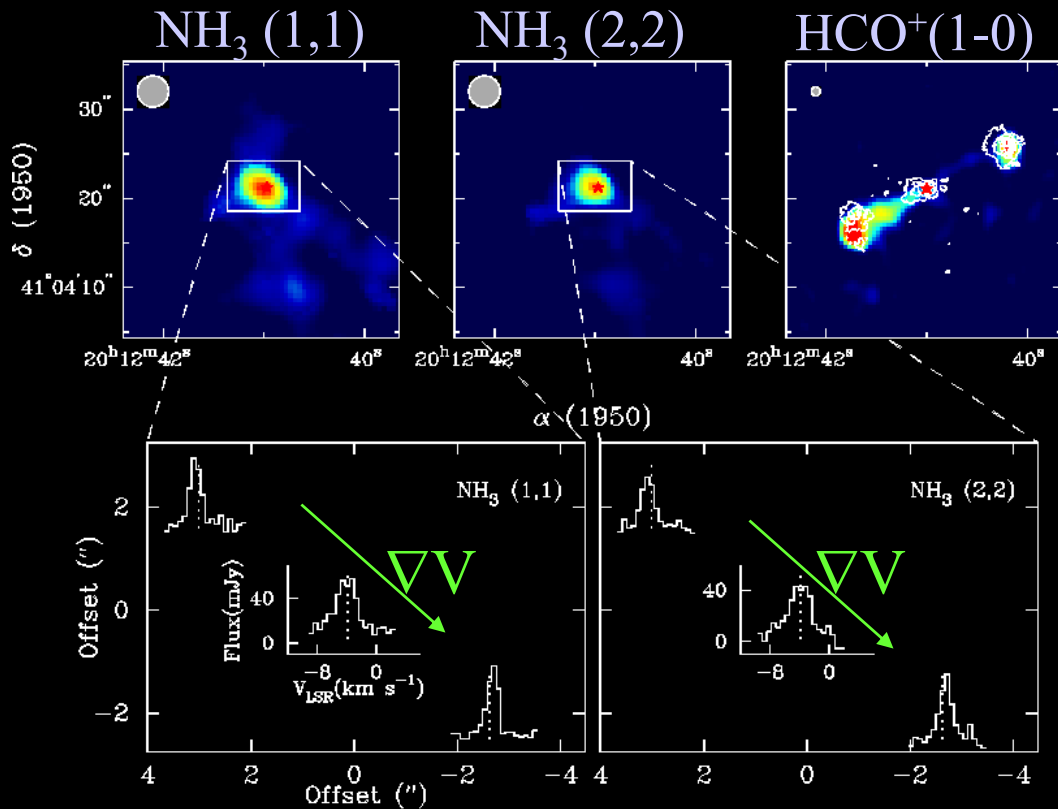 NH₃ (1,1)
NH₃ (2,2)
HCO⁺(1-0)
30"
20"
41°04'10"
δ (1950)
20ʰ12ᵐ42ˢ
40ˢ
20ʰ12ᵐ42ˢ
40ˢ
20ʰ12ᵐ42ˢ
40ˢ
α (1950)
NH₃ (1,1)
2
0
−2
Offset (")
∇V
Flux(mJy)
40
0
−8
0
V_LSR(km s⁻¹)
4
2
0
−2
−4
Offset (")
NH₃ (2,2)
∇V
40
0
−8
0
4
2
0
−2
−4